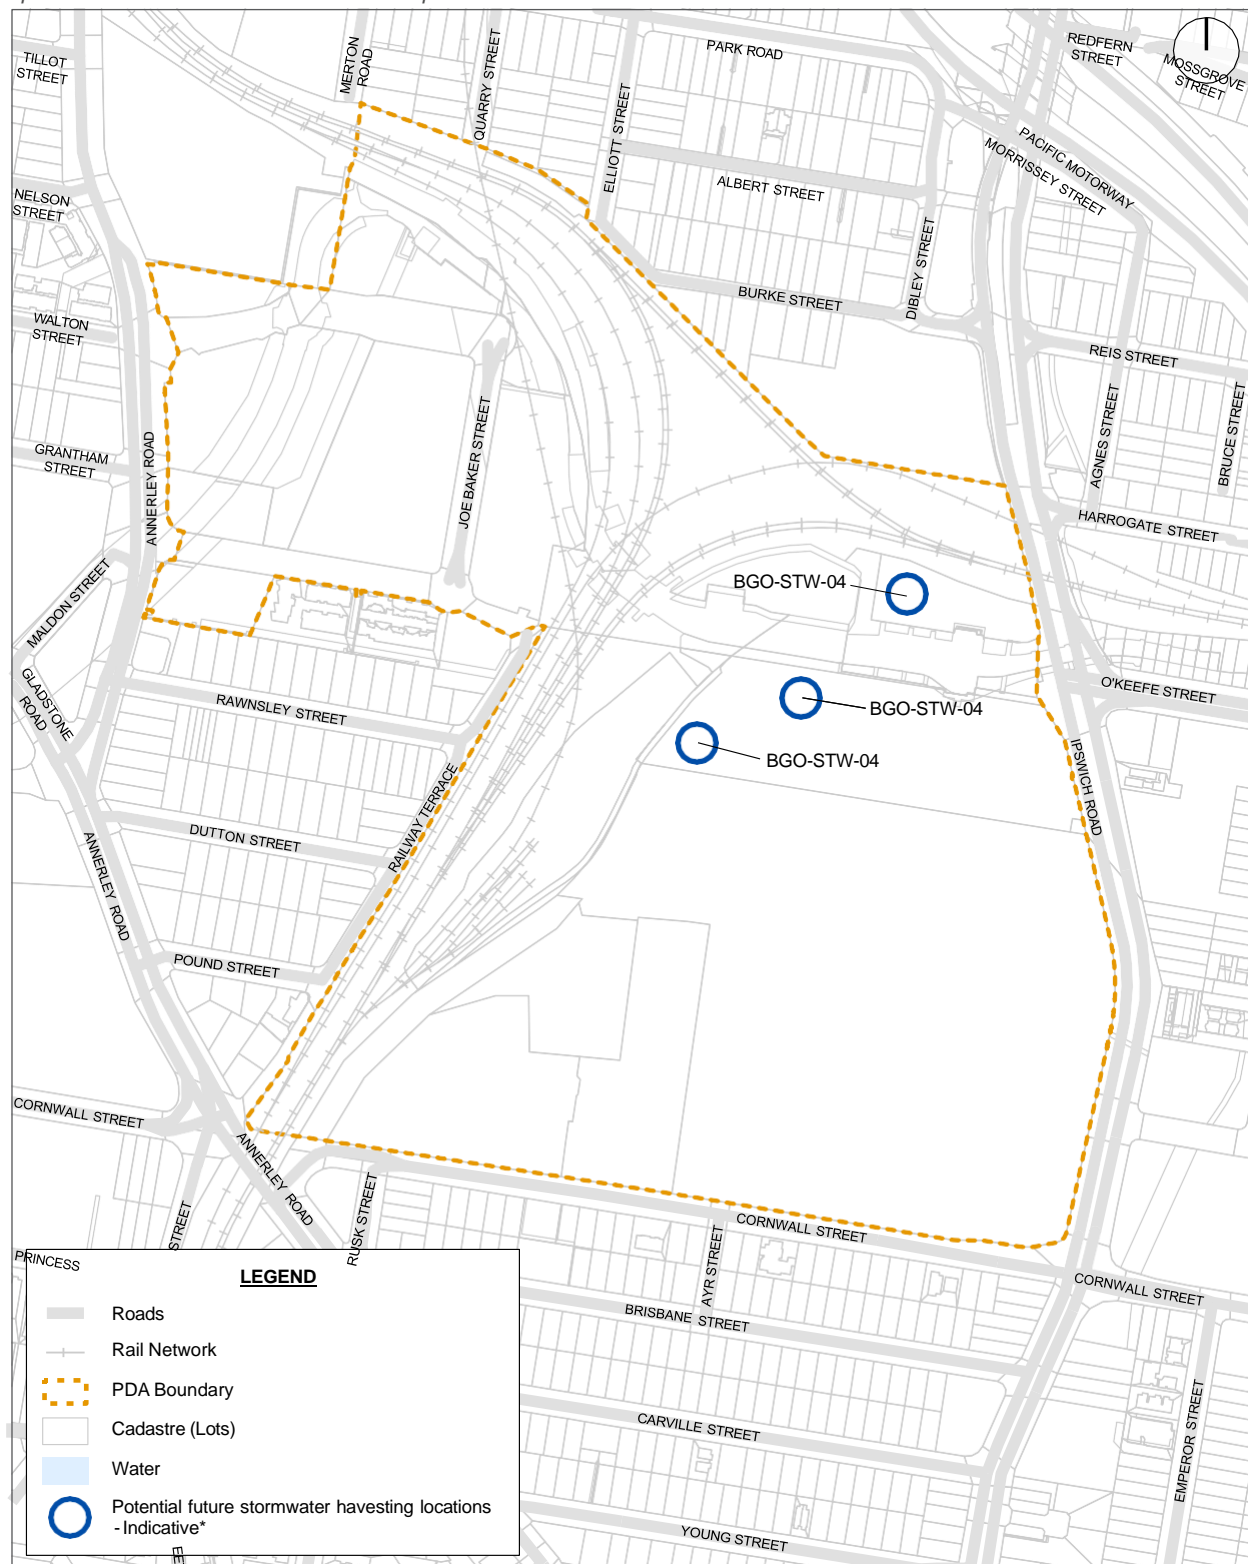 TILLOT
STREET
MERTON
ROAD
QUARRY STREET
PARK ROAD
REDFERN
STREET
MOSSGROVE
STREET
ELLIOTT STREET
PACIFIC MOTORWAY
MORRISSEY STREET
ALBERT STREET
NELSON
STREET
DIBLEY STREET
BURKE STREET
WALTON
STREET
REIS STREET
AGNES STREET
BRUCE STREET
JOE BAKER STREET
GRANTHAM
STREET
ANNERLEY ROAD
HARROGATE STREET
MALDON STREET
BGO-STW-04
GLADSTONE
ROAD
RAWNSLEY STREET
O'KEEFE STREET
BGO-STW-04
BGO-STW-04
IPSWICH ROAD
RAILWAY TERRACE
DUTTON STREET
ANNERLEY ROAD
POUND STREET
CORNWALL STREET
ANNERLEY ROAD
STREET
RUSK STREET
CORNWALL STREET
AYR STREET
PRINCESS
CORNWALL STREET
BRISBANE STREET
CARVILLE STREET
EMPEROR STREET
YOUNG STREET
LEGEND
Roads
Rail Network
PDA Boundary
Cadastre (Lots)
Water
Potential future stormwater havesting locations
- Indicative*